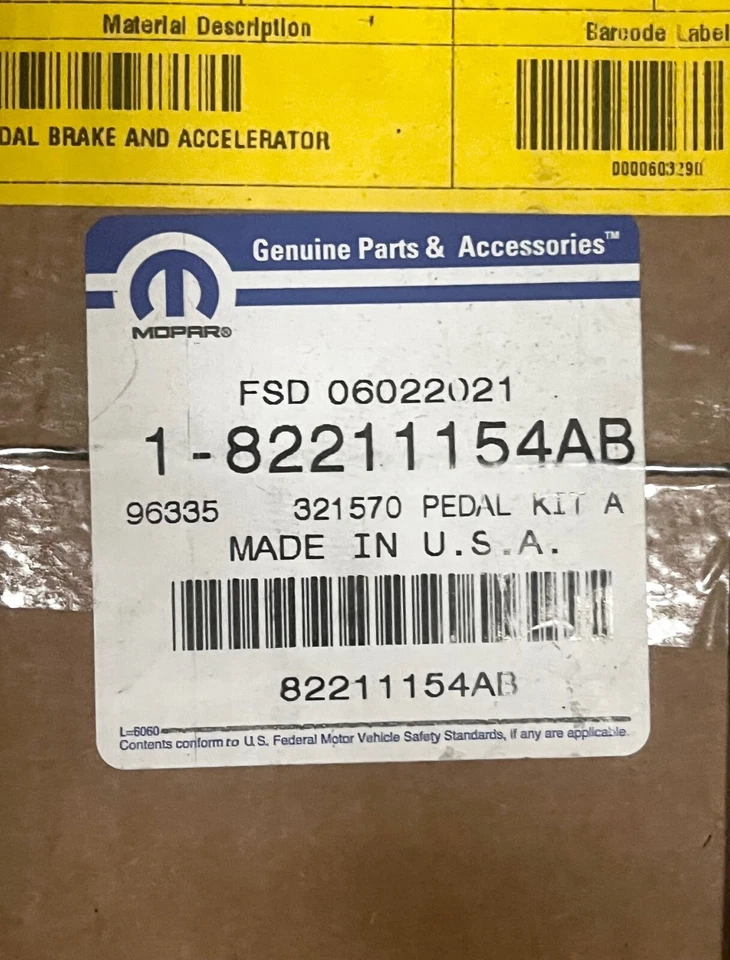 Material Description
Barcode Label
DAL BRAKE AND ACCELERATOR
Genuine Parts & Accessories™
MOPAR®
FSD 06022021
1-82211154AB
96335 321570 PEDAL KIT A
MADE IN U.S.A.
82211154AB
L=6060
Contents conform to U.S. Federal Motor Vehicle Safety Standards, if any are applicable.